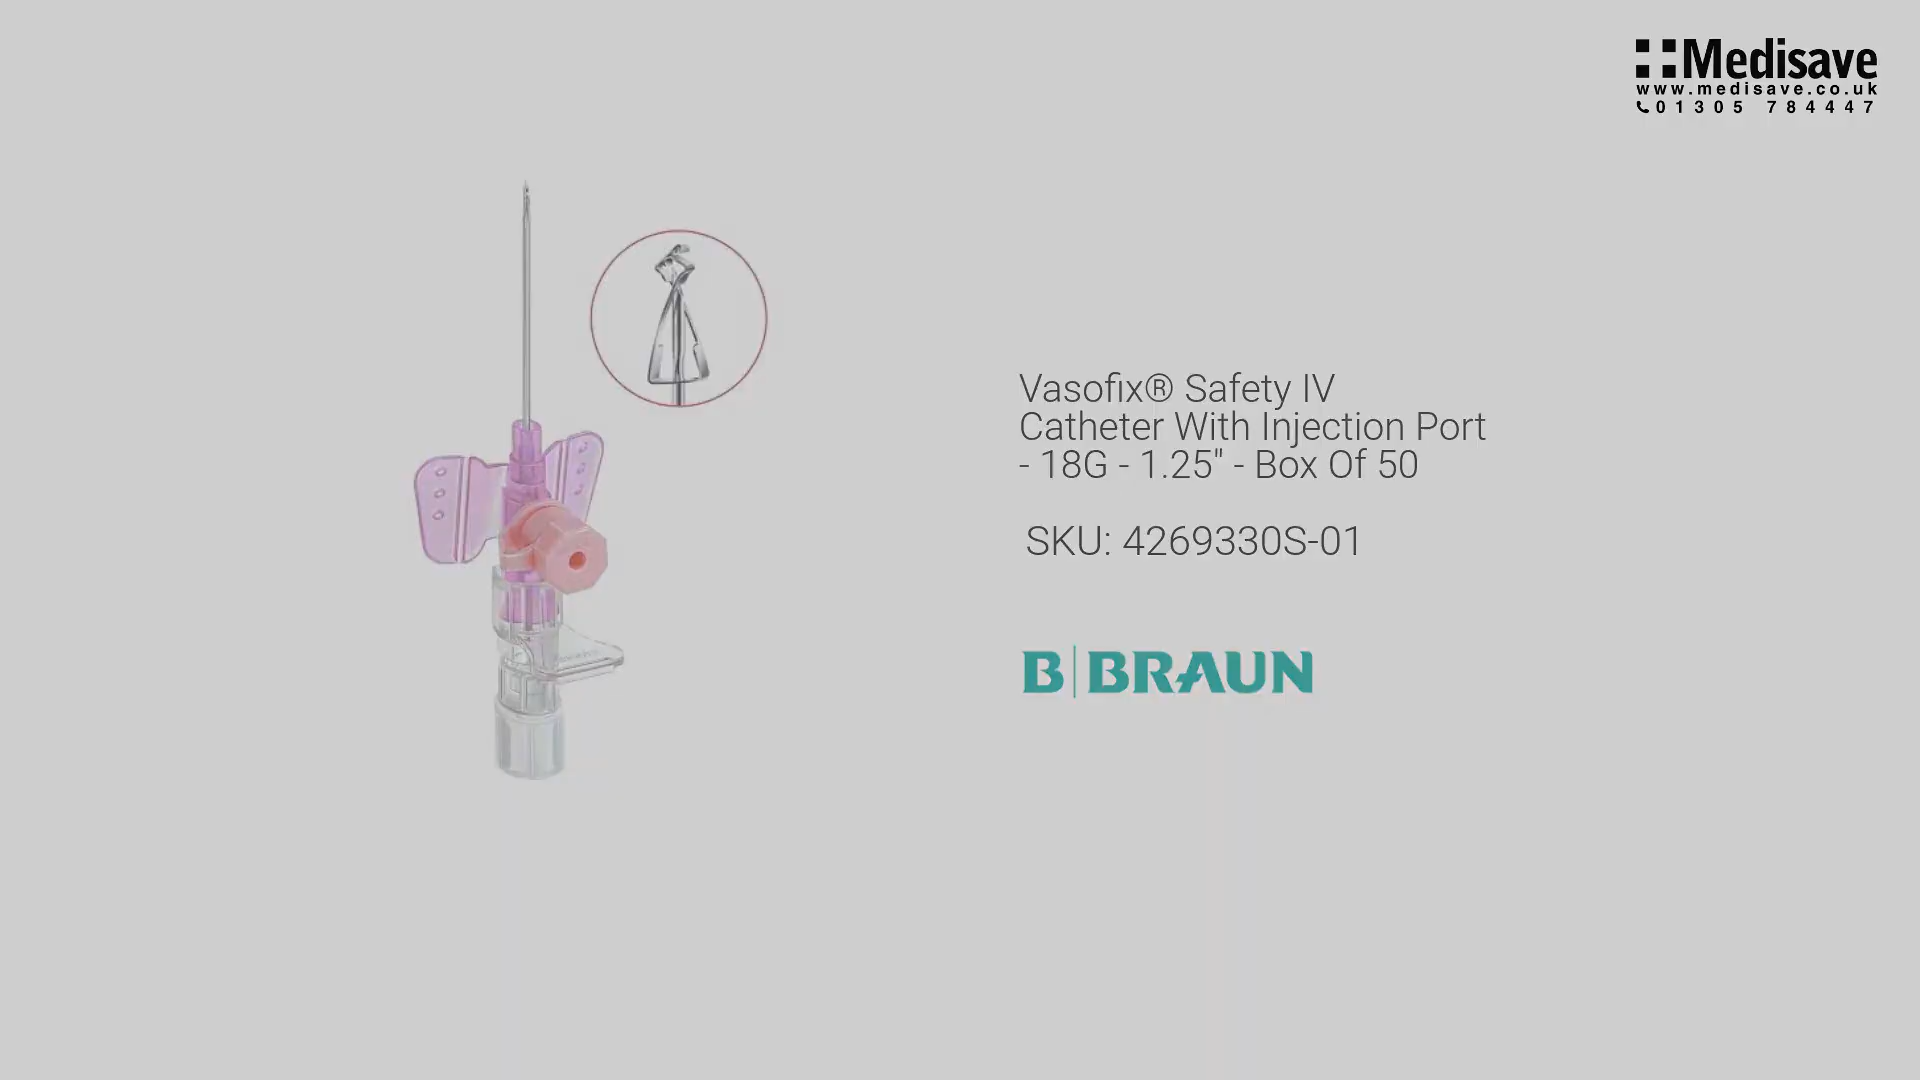 Medisave
www.medisave.co.uk
01305 784447
Vasofix® Safety IV
Catheter With Injection Port
- 18G - 1.25" - Box Of 50
SKU: 4269330S-01
B|BRAUN